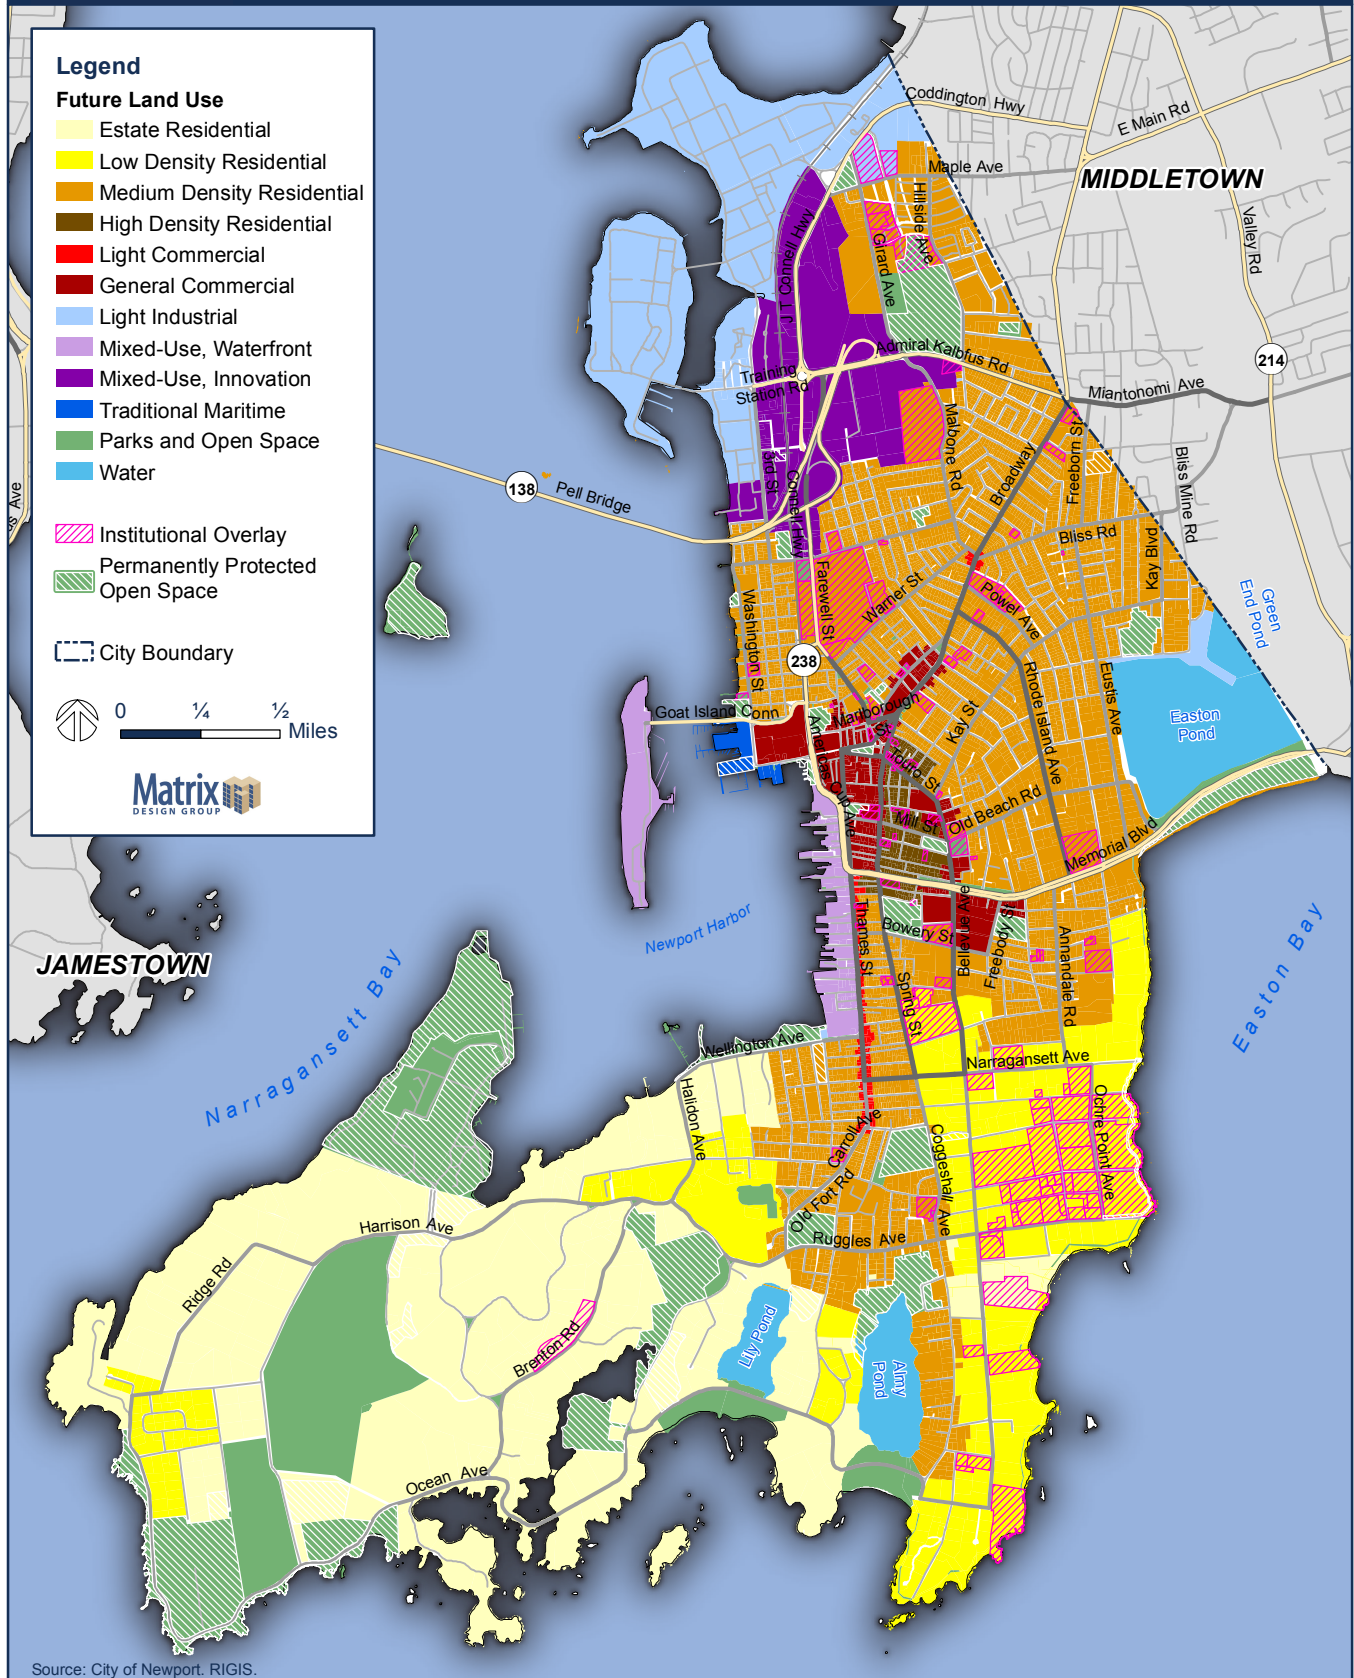 Legend
Future Land Use
Estate Residential
Low Density Residential
Medium Density Residential
High Density Residential
Light Commercial
General Commercial
Light Industrial
Mixed-Use, Waterfront
Mixed-Use, Innovation
Traditional Maritime
Parks and Open Space
Water
Institutional Overlay
Permanently Protected
Open Space
City Boundary
0 ¼ ½
Miles
Matrix
DESIGN GROUP
Coddington Hwy
E Main Rd
Maple Ave
MIDDLETOWN
Hillside Ave
Valley Rd
J T Connell Hwy
Girard Ave
Admiral Kalbfus Rd
214
Training
Station Rd
Miantonomi Ave
Malbone Rd
Broadway
Freeborn St
3rd St
Connell Hwy
Bliss Mine Rd
138
Pell Bridge
Bliss Rd
Kay Blvd
Farewell St
Warner St
Washington St
Powel Ave
Green
End Pond
238
Rhode Island Ave
Eustis Ave
Goat Island Conn
Marlborough
St
Kay St
Easton
Pond
America's Cup Ave
Touro St
Mill St
Old Beach Rd
Memorial Blvd
Newport Harbor
Thames St
Bowery St
Bellevue Ave
Freebody St
Annandale Rd
Spring St
JAMESTOWN
Narragansett Bay
Easton Bay
Wellington Ave
Narragansett Ave
Halidon Ave
Ochre Point Ave
Carroll Ave
Coggeshall Ave
Old Fort Rd
Harrison Ave
Ruggles Ave
Ridge Rd
Brenton Rd
Lily Pond
Almy
Pond
Ocean Ave
Source: City of Newport. RIGIS.